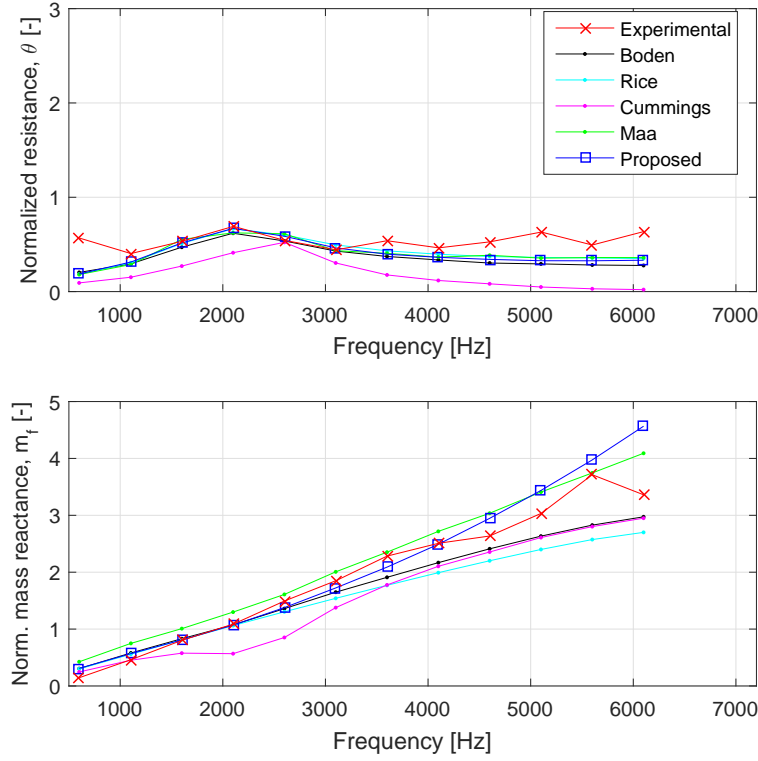 3
2
1
0
Normalized resistance, θ [-]
Experimental
Boden
Rice
Cummings
Maa
Proposed
1000 2000 3000 4000 5000 6000 7000
Frequency [Hz]
5
4
3
2
1
0
Norm. mass reactance, m_f [-]
1000 2000 3000 4000 5000 6000 7000
Frequency [Hz]